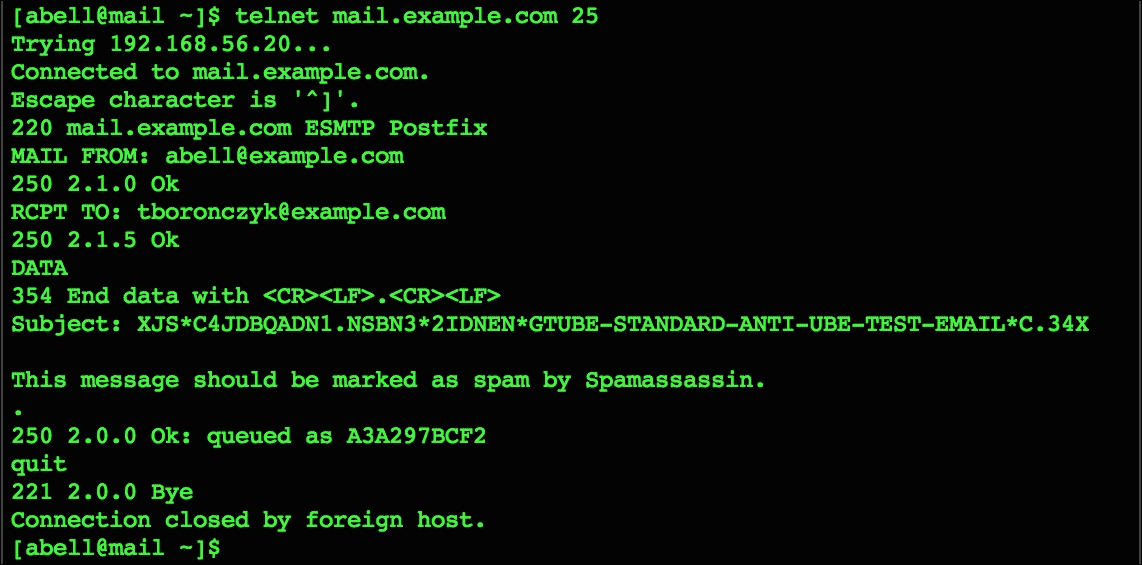 [abell@mail ~]$ telnet mail.example.com 25
Trying 192.168.56.20...
Connected to mail.example.com.
Escape character is '^]'.
220 mail.example.com ESMTP Postfix
MAIL FROM: abell@example.com
250 2.1.0 Ok
RCPT TO: tboronczyk@example.com
250 2.1.5 Ok
DATA
354 End data with <CR><LF>.<CR><LF>
Subject: XJS*C4JDBQADN1.NSBN3*2IDNEN*GTUBE-STANDARD-ANTI-UBE-TEST-EMAIL*C.34X

This message should be marked as spam by Spamassassin.
.
250 2.0.0 Ok: queued as A3A297BCF2
quit
221 2.0.0 Bye
Connection closed by foreign host.
[abell@mail ~]$